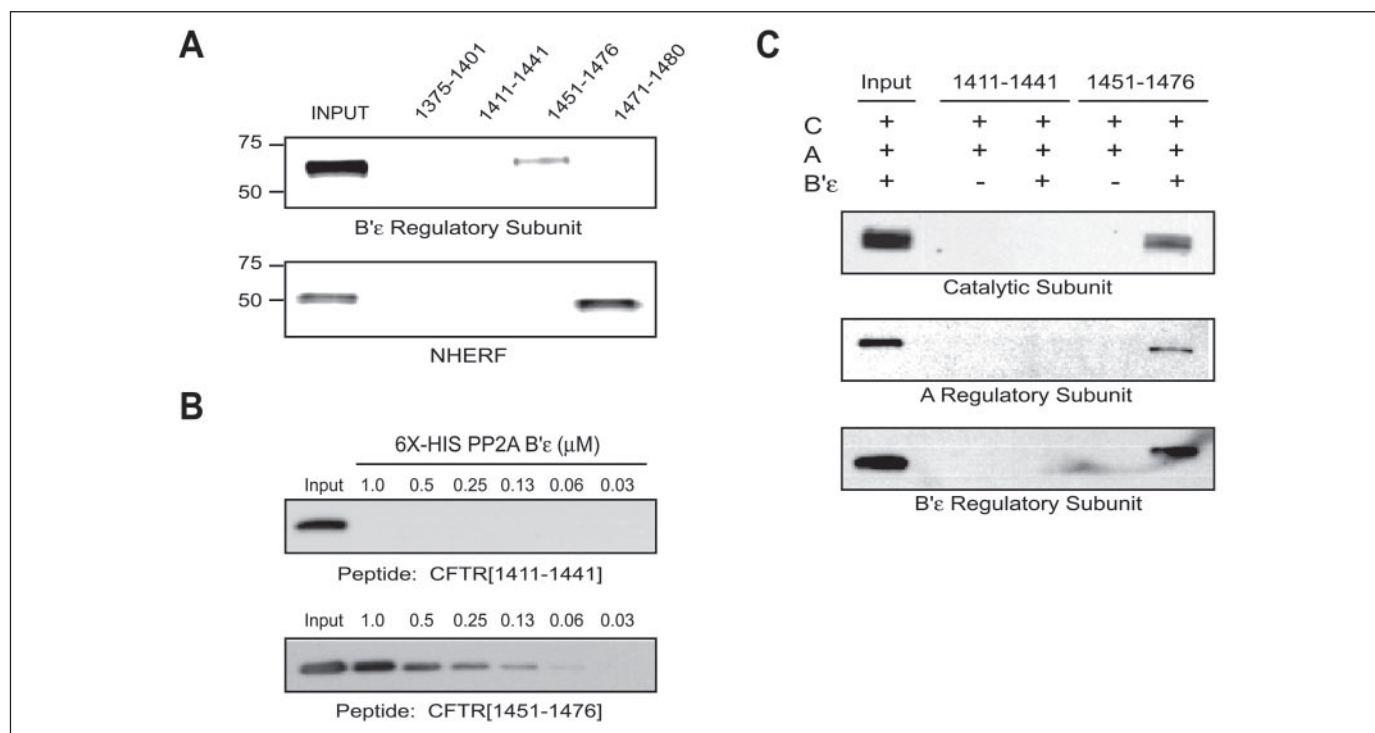 A
INPUT 1375-1401 1411-1441 1451-1476 1471-1480
75
50
B'ε Regulatory Subunit
75
50
NHERF
B
6X-HIS PP2A B'ε (μM)
Input 1.0 0.5 0.25 0.13 0.06 0.03
Peptide: CFTR[1411-1441]
Input 1.0 0.5 0.25 0.13 0.06 0.03
Peptide: CFTR[1451-1476]
C
Input 1411-1441 1451-1476
C + + + + +
A + + + + +
B'ε + - + - +
Catalytic Subunit
A Regulatory Subunit
B'ε Regulatory Subunit